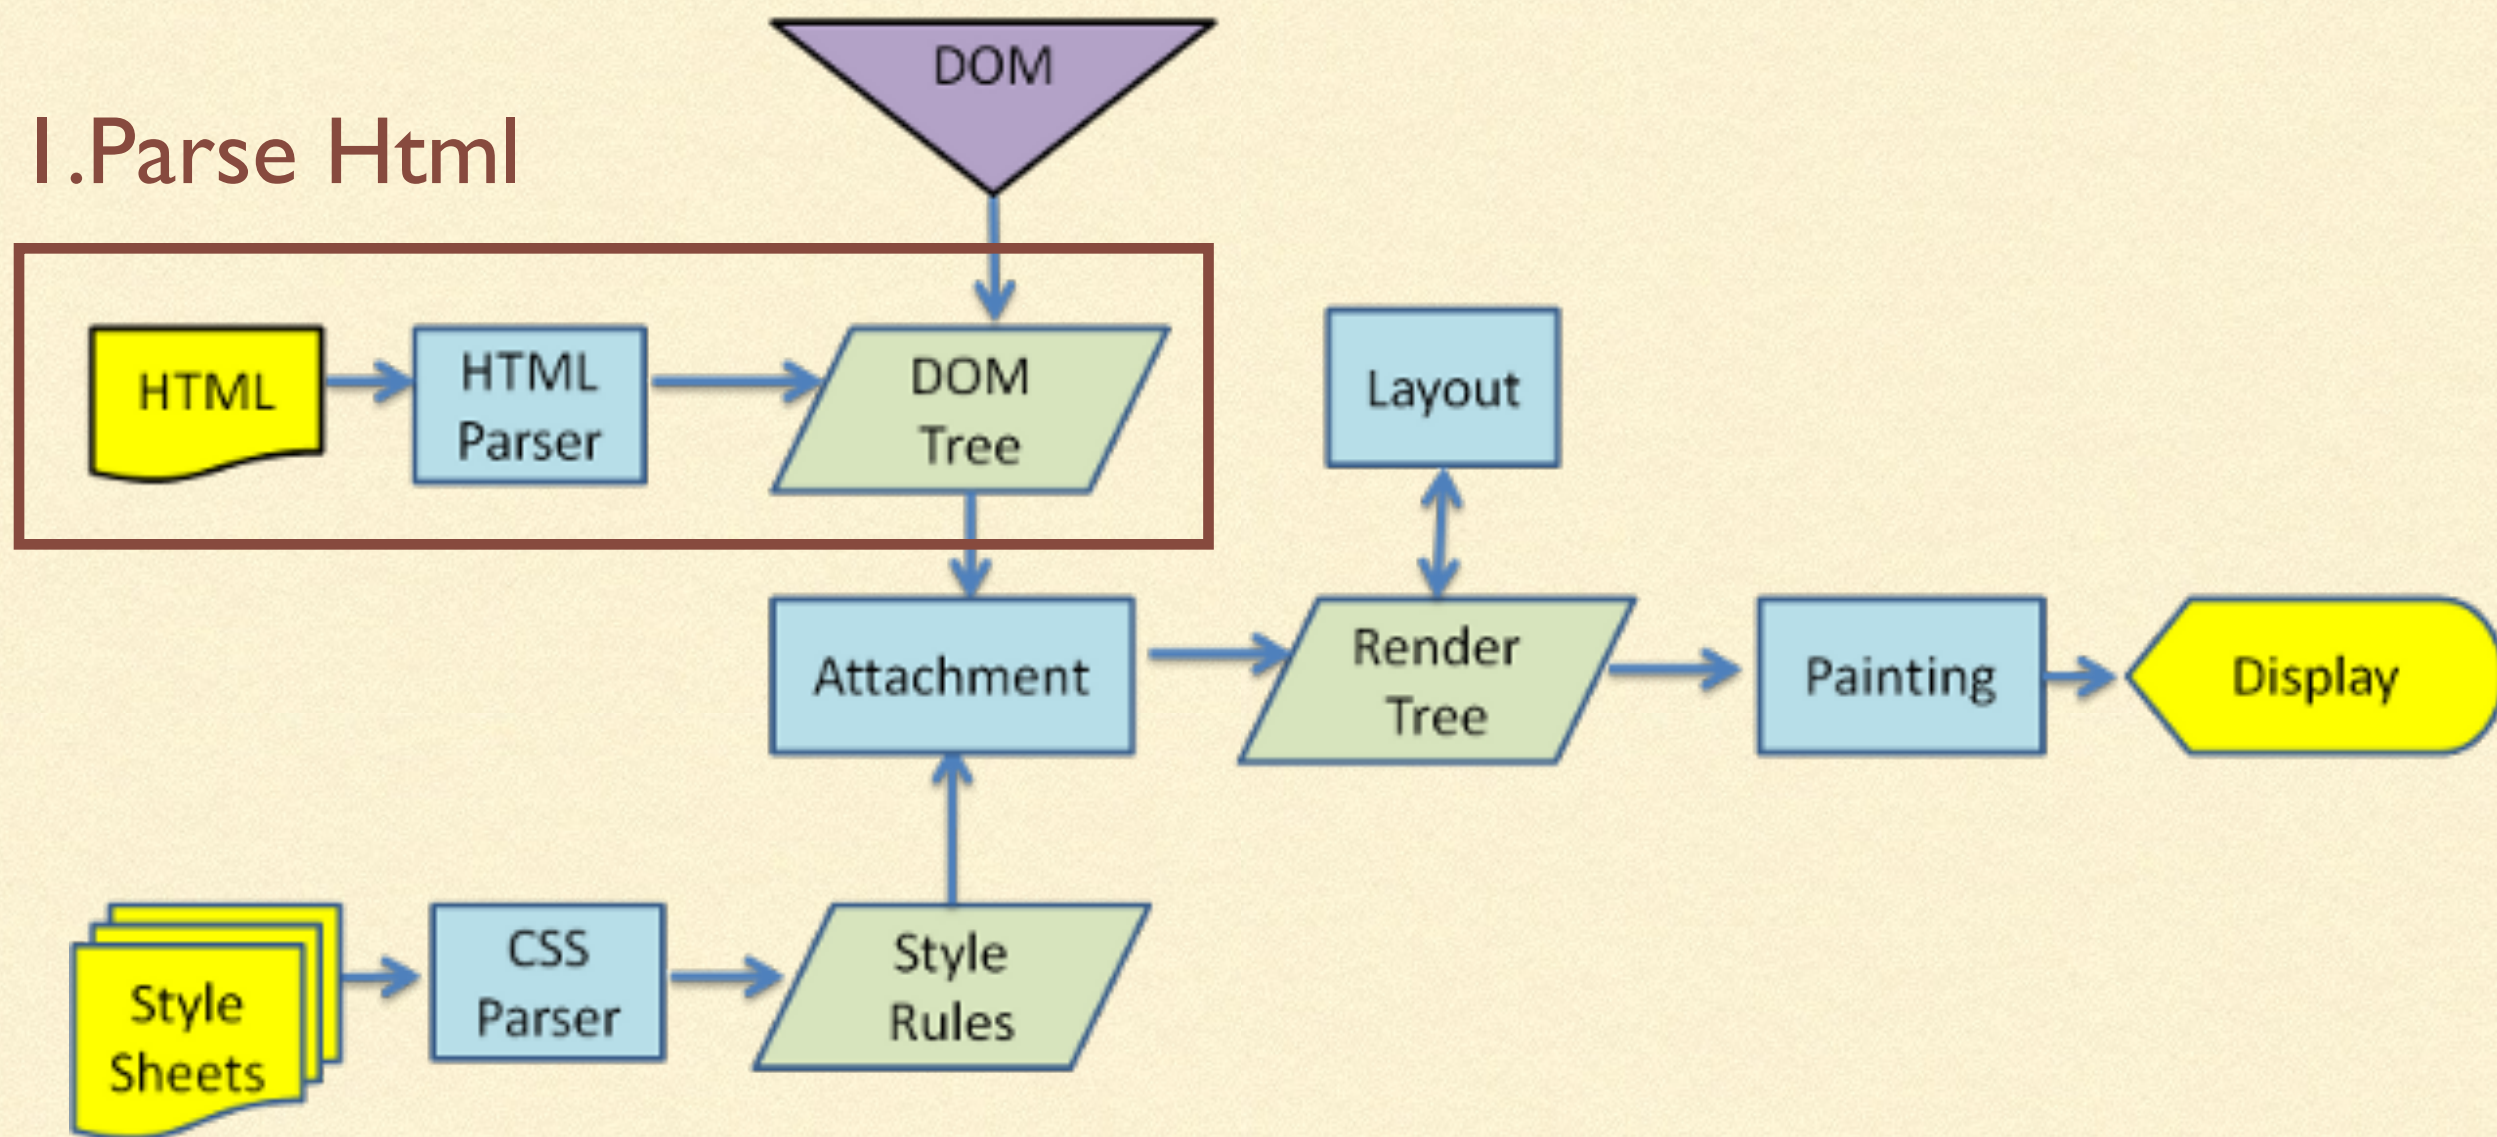 DOM
1.Parse Html
HTML
HTML
Parser
DOM
Tree
Layout
Attachment
Render
Tree
Painting
Display
Style
Sheets
CSS
Parser
Style
Rules